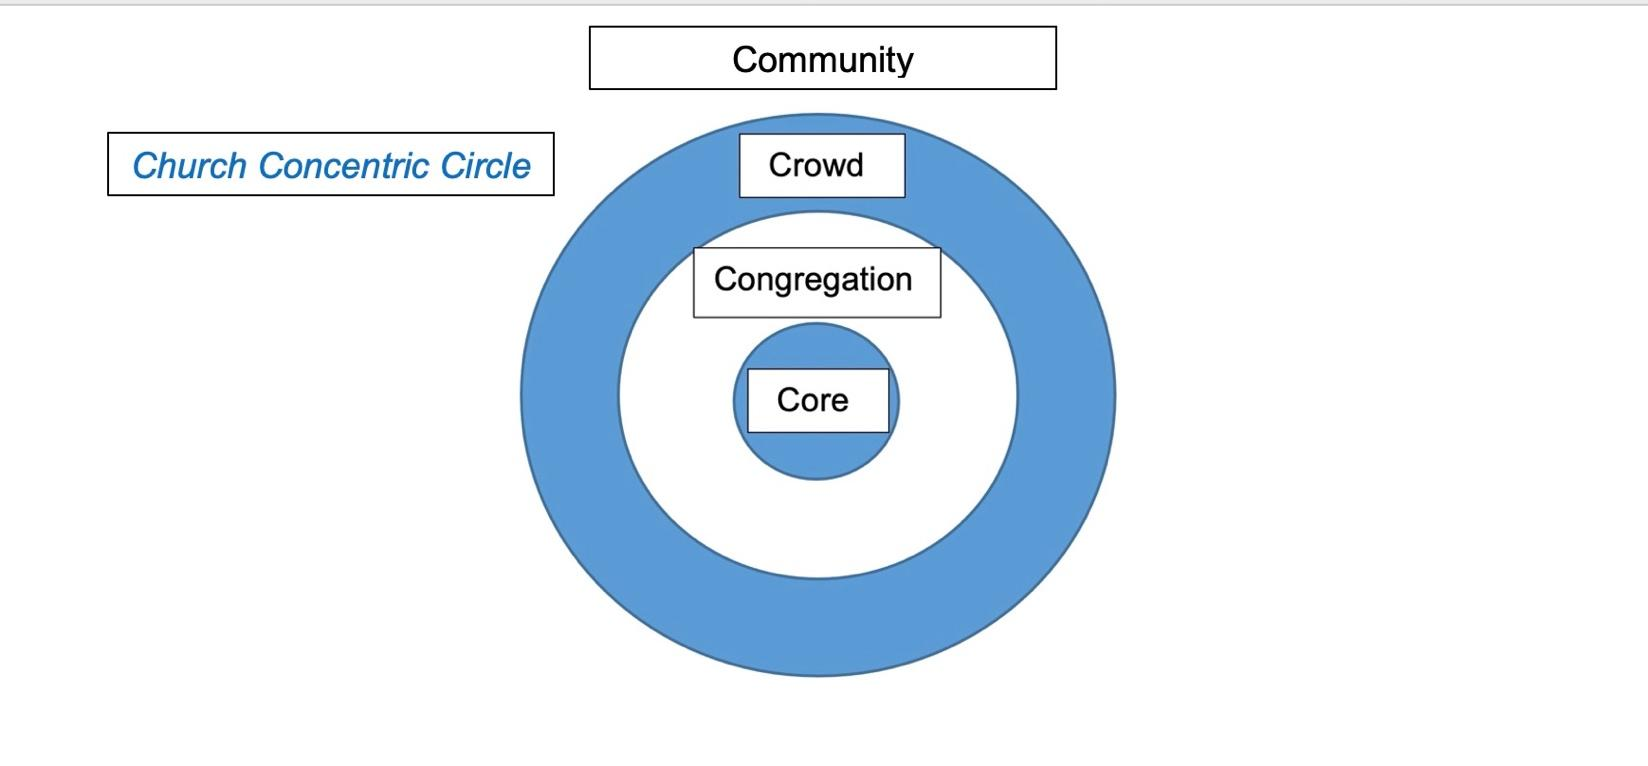 Community
Church Concentric Circle
Crowd
Congregation
Core